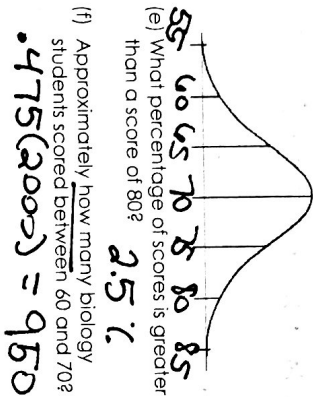 55 60 65 70 75 80 85
(e) What percentage of scores is greater
than a score of 80?
2.5%
(f) Approximately how many biology
students scored between 60 and 70?
.475(2000) = 950